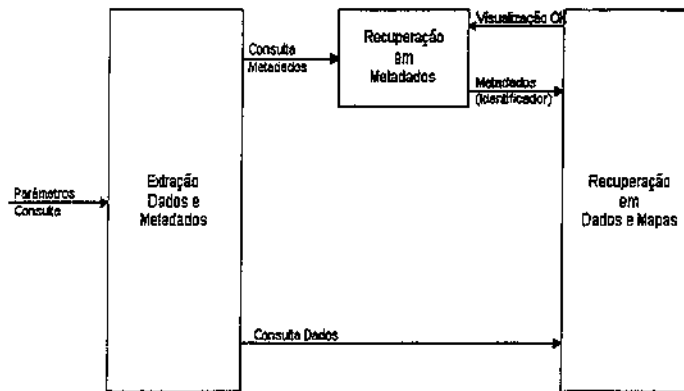 Visualização OK
Consulta
Metadados
Recuperação
em
Metadados
Metadados
(Identificador)
Parâmetros
Consulta
Extração
Dados e
Metadados
Recuperação
em
Dados e Mapas
Consulta Dados